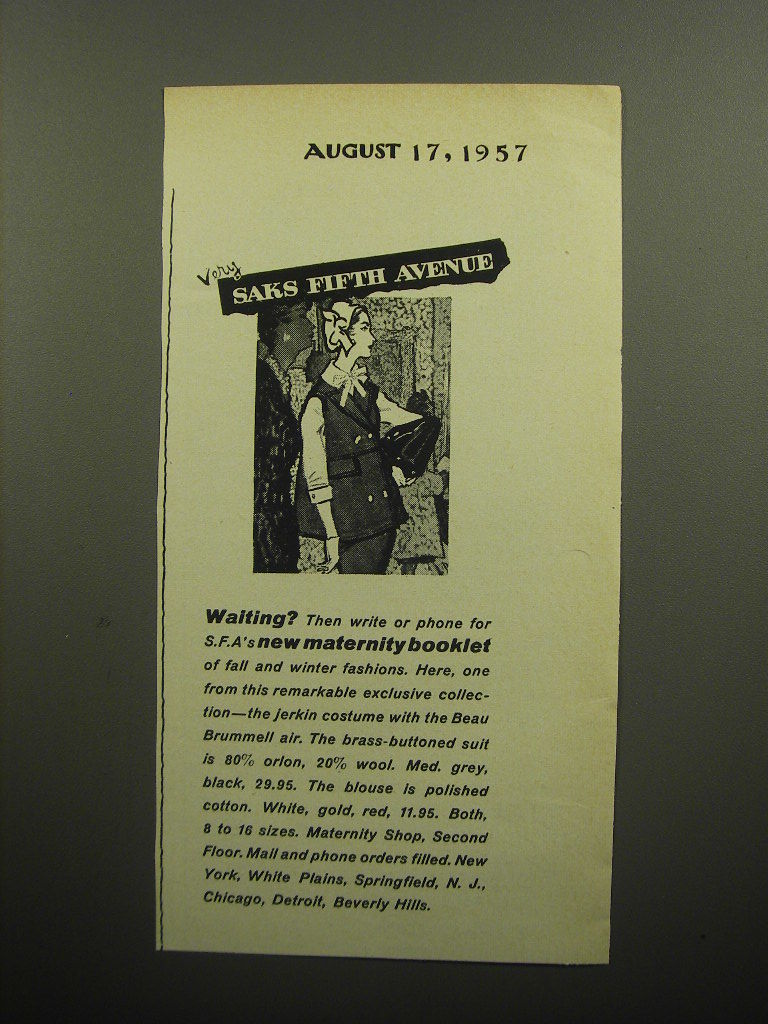 AUGUST 17, 1957
Very
SAKS FIFTH AVENUE
Waiting? Then write or phone for
S.F.A's new maternity booklet
of fall and winter fashions. Here, one
from this remarkable exclusive collec-
tion—the jerkin costume with the Beau
Brummell air. The brass-buttoned suit
is 80% orlon, 20% wool. Med. grey,
black, 29.95. The blouse is polished
cotton. White, gold, red, 11.95. Both,
8 to 16 sizes. Maternity Shop, Second
Floor. Mail and phone orders filled. New
York, White Plains, Springfield, N. J.,
Chicago, Detroit, Beverly Hills.